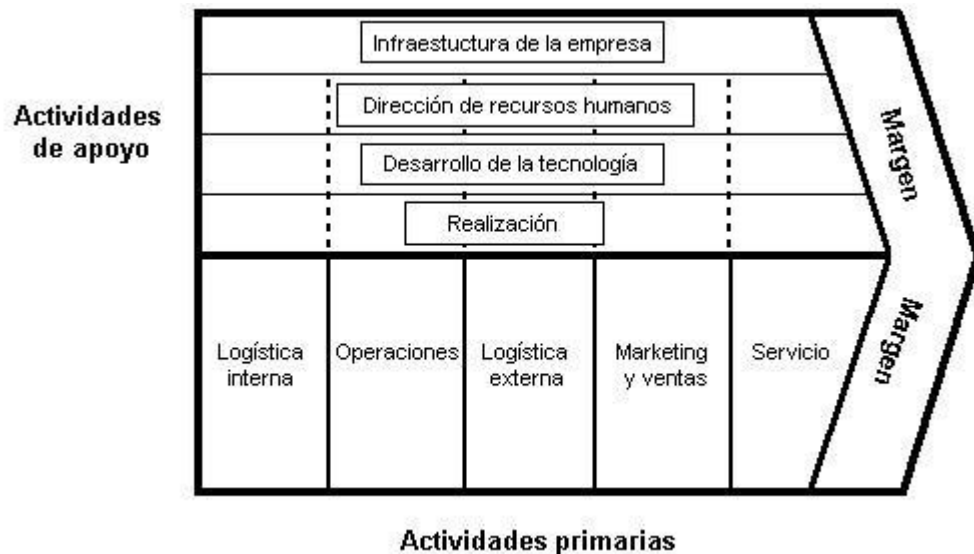 Infraestuctura de la empresa
Dirección de recursos humanos
Actividades
de apoyo
Desarrollo de la tecnología
Realización
Margen
Margen
Logística
interna
Operaciones
Logística
externa
Marketing
y ventas
Servicio
Actividades primarias